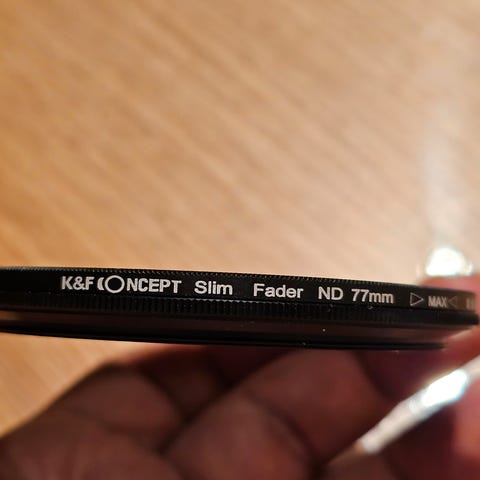 K&F CONCEPT Slim Fader ND 77mm ▷ MAX ◁